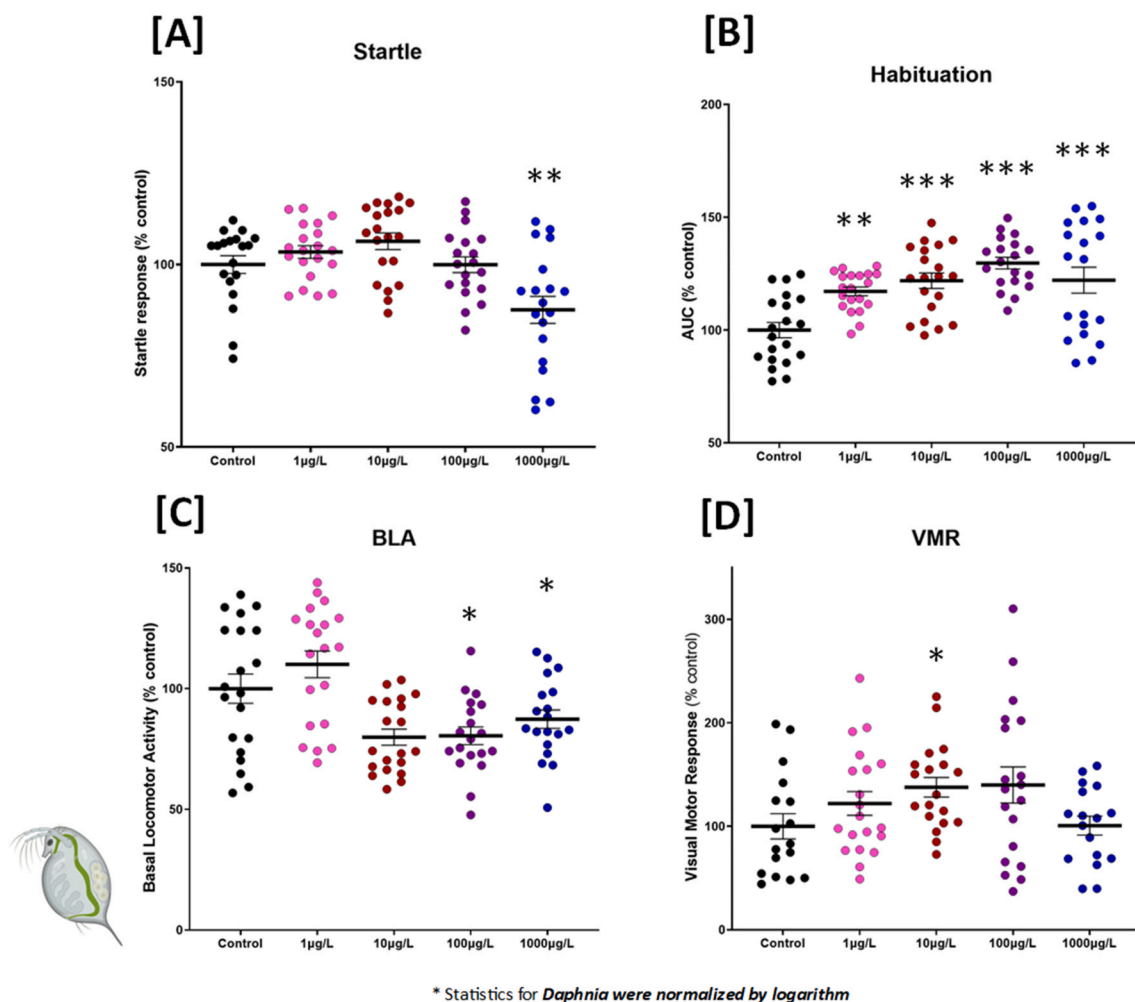 [A]
Startle
150
**
Startle response (% control)
100
50
Control 1µg/L 10µg/L 100µg/L 1000µg/L
[B]
Habituation
200
***
***
***
**
150
AUC (% control)
100
50
Control 1µg/L 10µg/L 100µg/L 1000µg/L
[C]
BLA
150
*
*
Basal Locomotor Activity (% control)
100
50
0
Control 1µg/L 10µg/L 100µg/L 1000µg/L
[D]
VMR
300
*
Visual Motor Response (% control)
200
100
0
Control 1µg/L 10µg/L 100µg/L 1000µg/L
* Statistics for Daphnia were normalized by logarithm